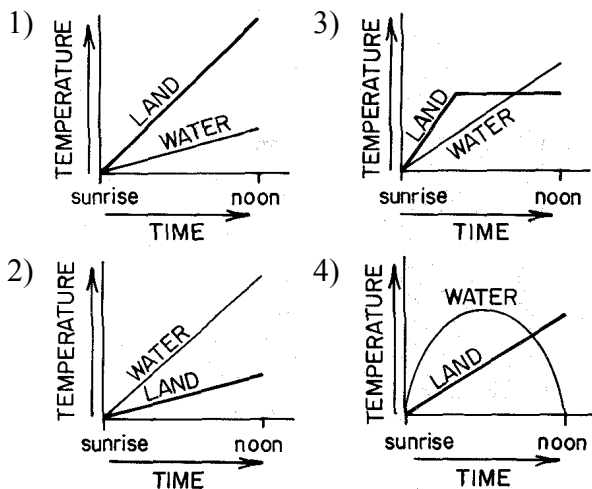 1)
TEMPERATURE
LAND
WATER
sunrise
noon
TIME
2)
TEMPERATURE
WATER
LAND
sunrise
noon
TIME
3)
TEMPERATURE
LAND
WATER
sunrise
noon
TIME
4)
TEMPERATURE
WATER
LAND
sunrise
noon
TIME